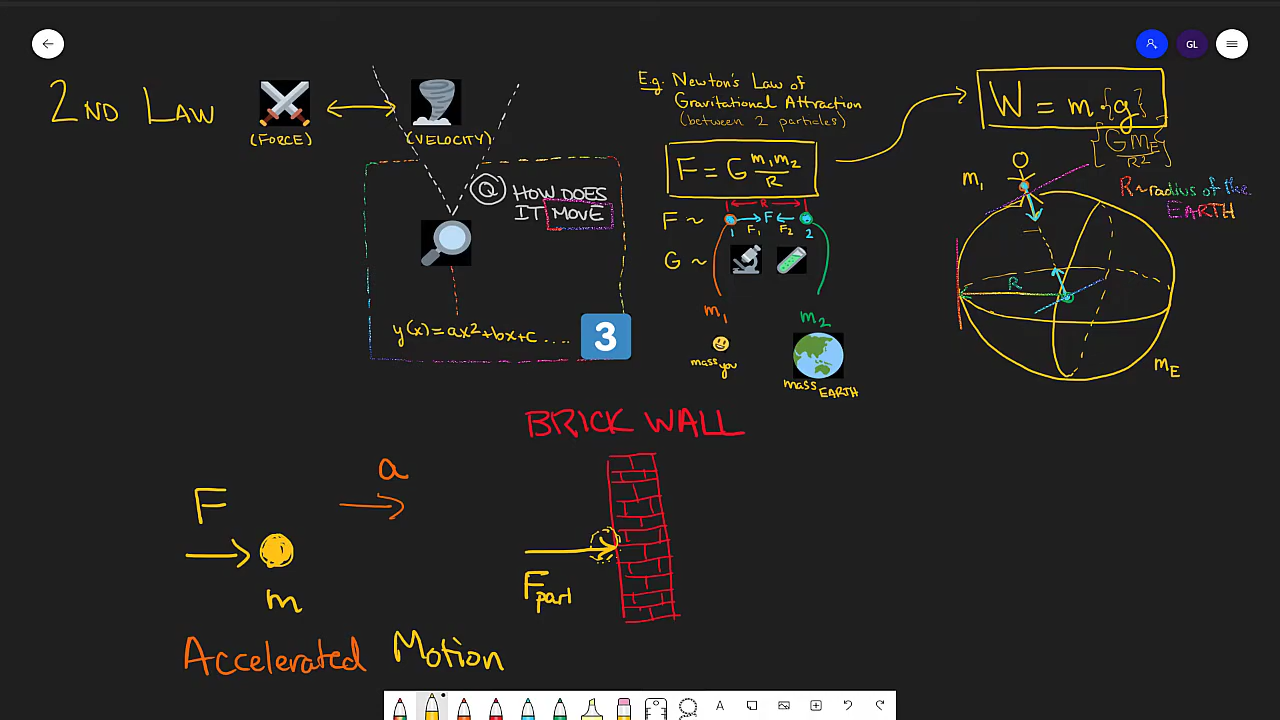 GL
2ND LAW
(FORCE)
(VELOCITY)
Q HOW DOES
IT MOVE
y(x)=ax²+bx+c ....
3
E.g. Newton's Law of
Gravitational Attraction
(between 2 particles)
F = G m₁m₂/R
R
F ~
1 F₁ F F₂ 2
G ~
m₁
m₂
mass you
mass EARTH
W = m {g}
{G mE/R²}
m₁
R ~ radius of the
EARTH
R
mE
BRICK WALL
a
F
m
Fpart
Accelerated Motion
A